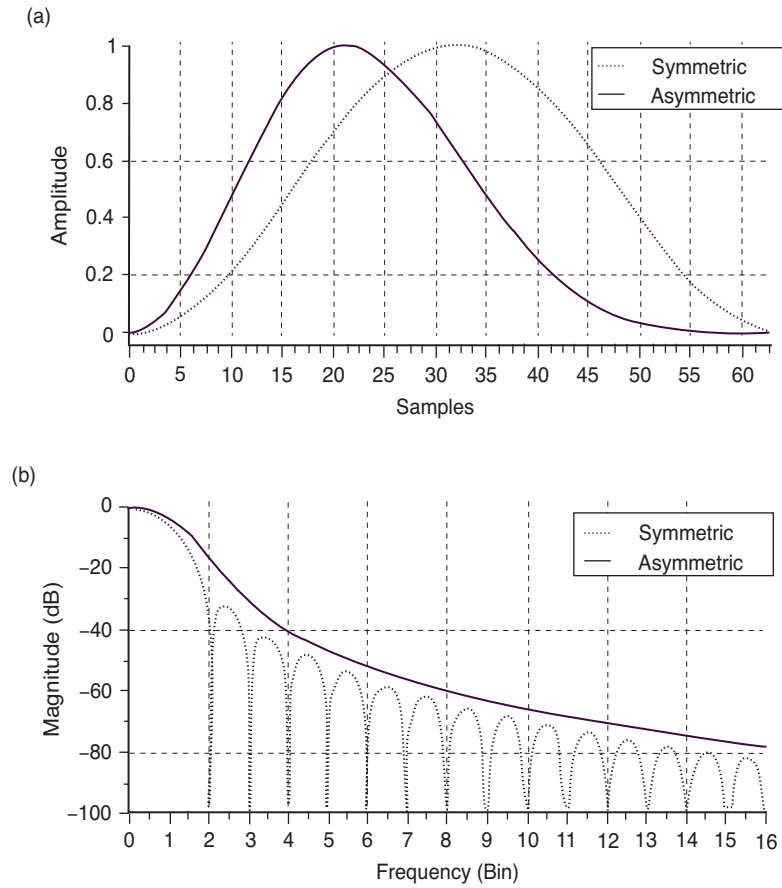 (a)
1
0.8
0.6
0.4
0.2
0
Amplitude
Symmetric
Asymmetric
0 5 10 15 20 25 30 35 40 45 50 55 60
Samples
(b)
0
−20
−40
−60
−80
−100
Magnitude (dB)
Symmetric
Asymmetric
0 1 2 3 4 5 6 7 8 9 10 11 12 13 14 15 16
Frequency (Bin)